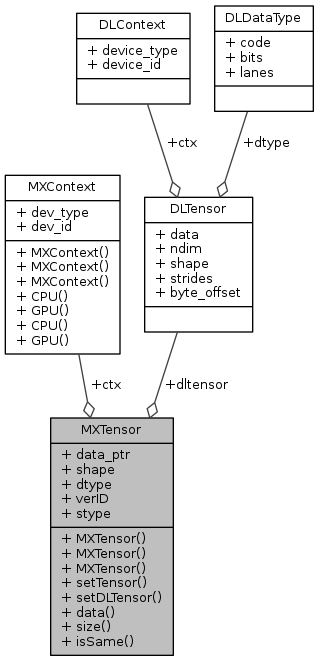 DLContext
+ device_type
+ device_id
DLDataType
+ code
+ bits
+ lanes
+ctx
+dtype
MXContext
+ dev_type
+ dev_id
+ MXContext()
+ MXContext()
+ MXContext()
+ CPU()
+ GPU()
+ CPU()
+ GPU()
DLTensor
+ data
+ ndim
+ shape
+ strides
+ byte_offset
+ctx
+dltensor
MXTensor
+ data_ptr
+ shape
+ dtype
+ verID
+ stype
+ MXTensor()
+ MXTensor()
+ MXTensor()
+ setTensor()
+ setDLTensor()
+ data()
+ size()
+ isSame()